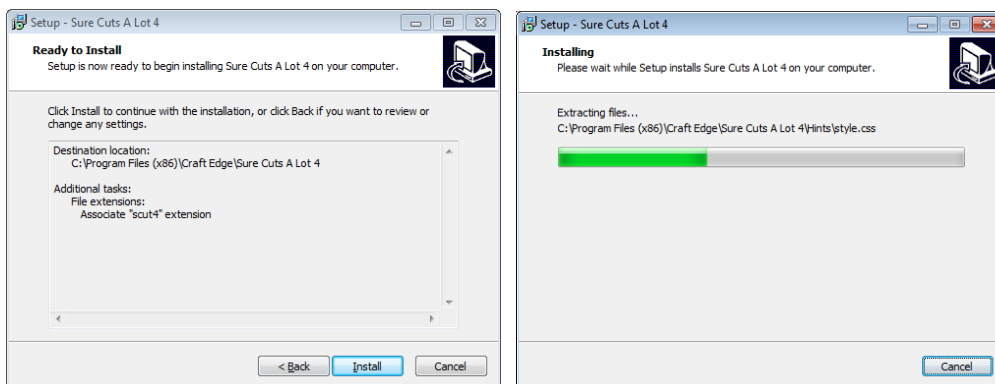 Setup - Sure Cuts A Lot 4
Ready to Install
Setup is now ready to begin installing Sure Cuts A Lot 4 on your computer.
Click Install to continue with the installation, or click Back if you want to review or
change any settings.
Destination location:
C:\Program Files (x86)\Craft Edge\Sure Cuts A Lot 4
Additional tasks:
File extensions:
Associate "scut4" extension
< Back
Install
Cancel
Setup - Sure Cuts A Lot 4
Installing
Please wait while Setup installs Sure Cuts A Lot 4 on your computer.
Extracting files...
C:\Program Files (x86)\Craft Edge\Sure Cuts A Lot 4\Hints\style.css
Cancel